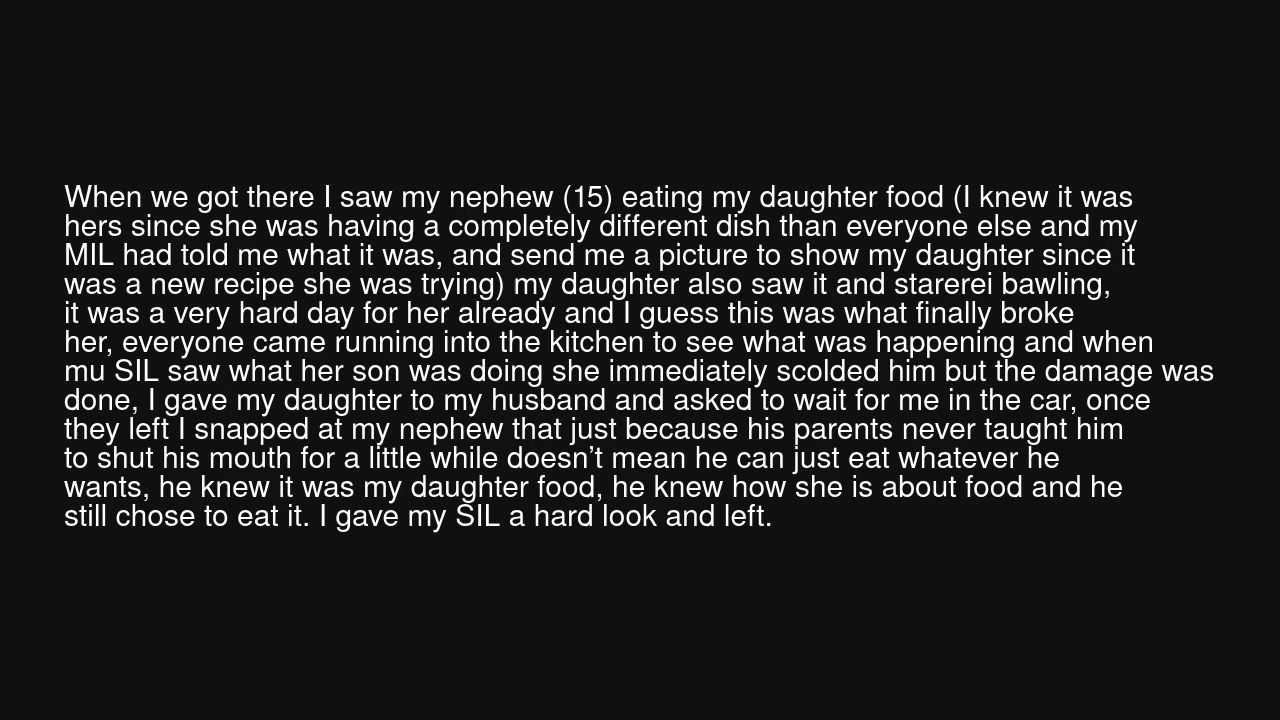 When we got there I saw my nephew (15) eating my daughter food (I knew it was
hers since she was having a completely different dish than everyone else and my
MIL had told me what it was, and send me a picture to show my daughter since it
was a new recipe she was trying) my daughter also saw it and starerei bawling,
it was a very hard day for her already and I guess this was what finally broke
her, everyone came running into the kitchen to see what was happening and when
mu SIL saw what her son was doing she immediately scolded him but the damage was
done, I gave my daughter to my husband and asked to wait for me in the car, once
they left I snapped at my nephew that just because his parents never taught him
to shut his mouth for a little while doesn’t mean he can just eat whatever he
wants, he knew it was my daughter food, he knew how she is about food and he
still chose to eat it. I gave my SIL a hard look and left.